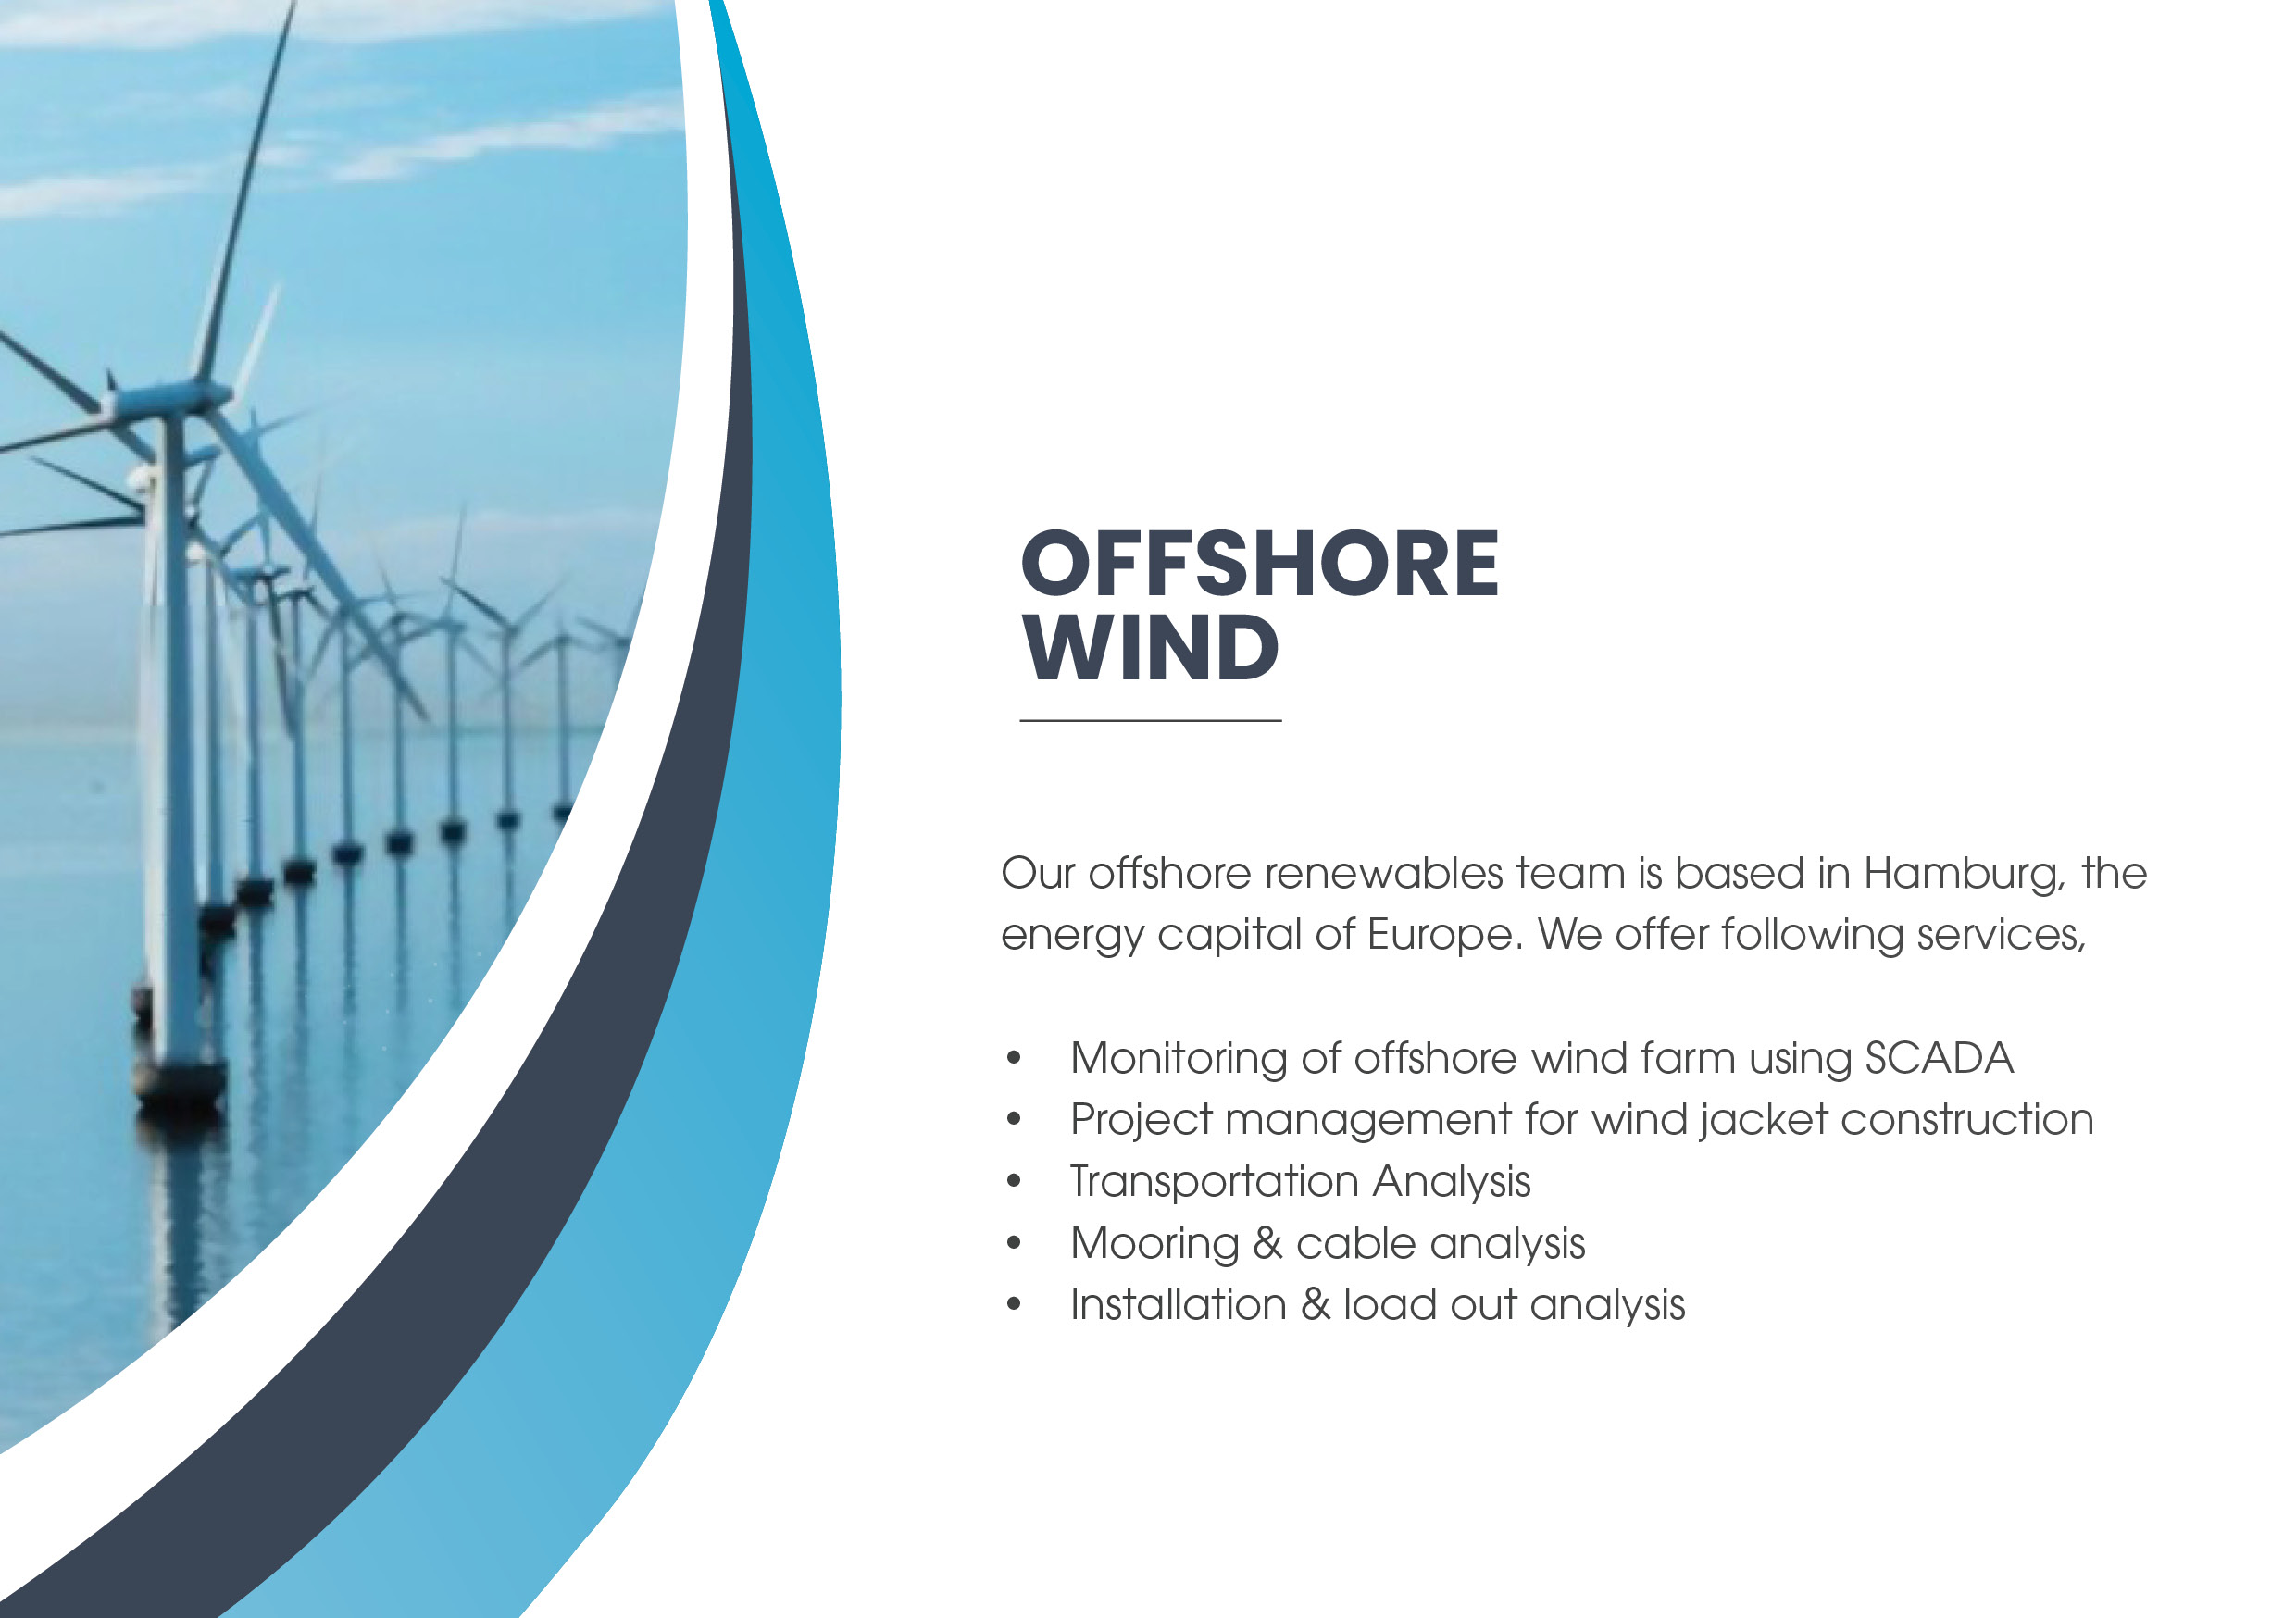 OFFSHORE
WIND
Our offshore renewables team is based in Hamburg, the
energy capital of Europe. We offer following services,
• Monitoring of offshore wind farm using SCADA
• Project management for wind jacket construction
• Transportation Analysis
• Mooring & cable analysis
• Installation & load out analysis